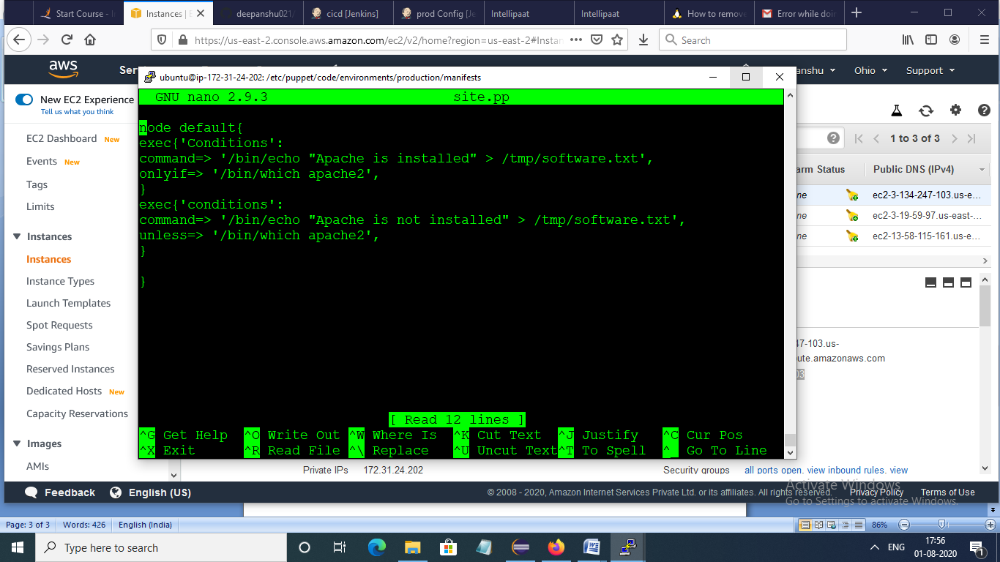 Start Course - I
Instances | E
deepanshu021/
cicd [Jenkins]
prod Config [Je
Intellipaat
Intellipaat
How to remove
Error while doin
https://us-east-2.console.aws.amazon.com/ec2/v2/home?region=us-east-2#Instan
Search
aws
Ser
anshu
Ohio
Support
ubuntu@ip-172-31-24-202: /etc/puppet/code/environments/production/manifests
New EC2 Experience
Tell us what you think
EC2 Dashboard New
Events New
Tags
Limits
Instances
Instances
Instance Types
Launch Templates
Spot Requests
Savings Plans
Reserved Instances
Dedicated Hosts New
Capacity Reservations
Images
AMIs
GNU nano 2.9.3 site.pp
node default{
exec{'Conditions':
command=> '/bin/echo "Apache is installed" > /tmp/software.txt',
onlyif=> '/bin/which apache2',
}
exec{'conditions':
command=> '/bin/echo "Apache is not installed" > /tmp/software.txt',
unless=> '/bin/which apache2',
}
}
[ Read 12 lines ]
^G Get Help ^O Write Out ^W Where Is ^K Cut Text ^J Justify ^C Cur Pos
^X Exit ^R Read File ^\ Replace ^U Uncut Text ^T To Spell ^_ Go To Line
1 to 3 of 3
arm Status Public DNS (IPv4)
ne ec2-3-134-247-103.us-e...
ne ec2-3-19-59-97.us-east-...
ne ec2-13-58-115-161.us-e...
47-103.us-
ute.amazonaws.com
03
Private IPs 172.31.24.202
Security groups all ports open. view inbound rules. view
Feedback English (US)
© 2008 - 2020, Amazon Internet Services Private Ltd. or its affiliates. All rights reserved. Privacy Policy Terms of Use
Activate Windows
Go to Settings to activate Windows.
Page: 3 of 3 Words: 426 English (India) 86%
Type here to search
ENG
17:56
01-08-2020
1